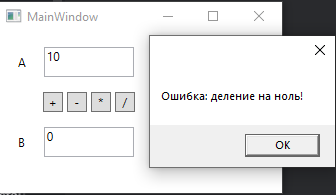 MainWindow
A
10
+ - * /
B
0
Ошибка: деление на ноль!
OK